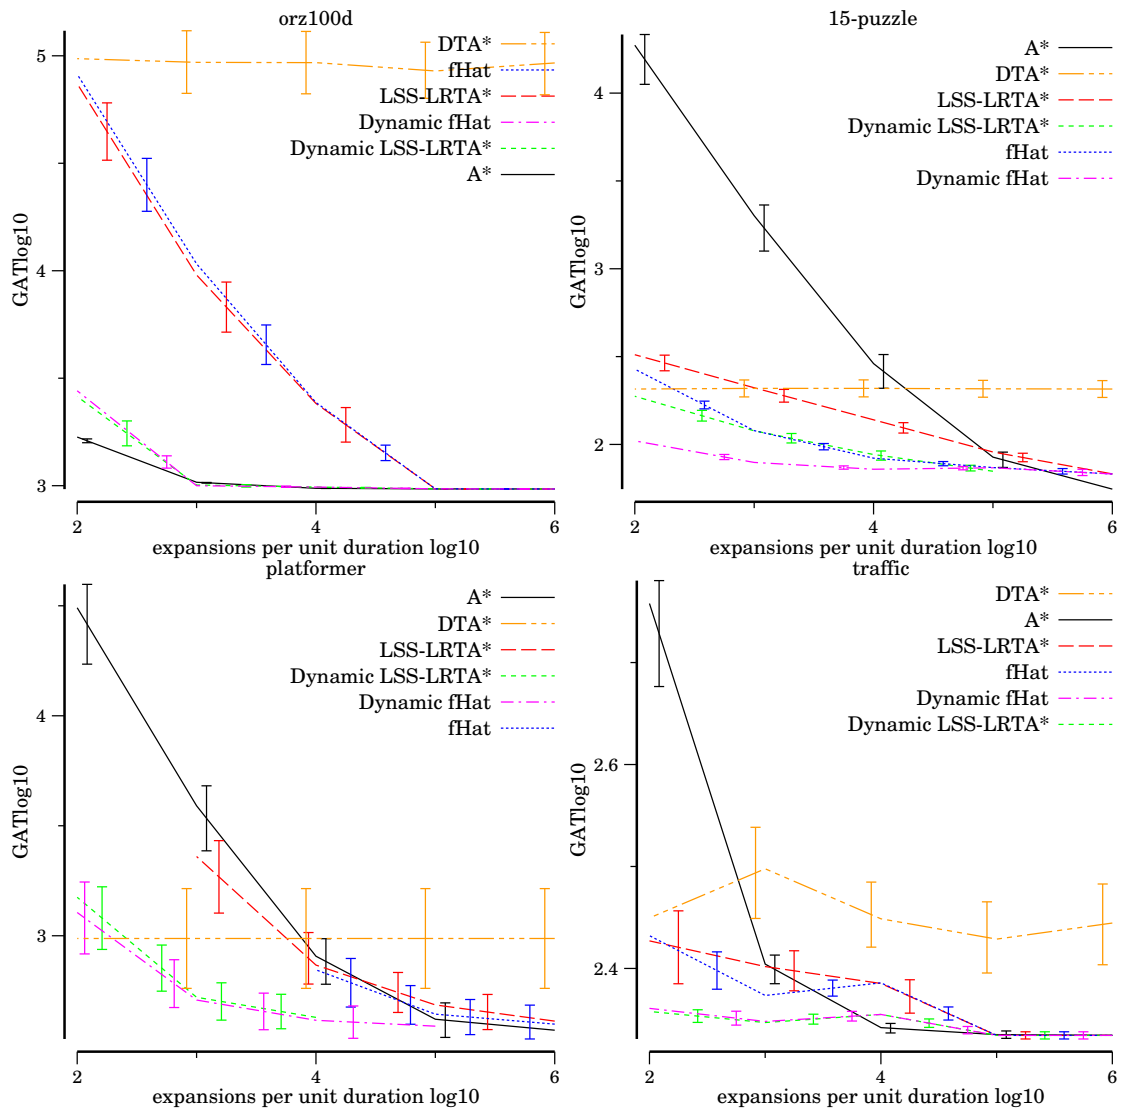 orz100d
DTA*
fHat
LSS-LRTA*
Dynamic fHat
Dynamic LSS-LRTA*
A*
GATlog10
5
4
3
2
4
6
expansions per unit duration log10
15-puzzle
A*
DTA*
LSS-LRTA*
Dynamic LSS-LRTA*
fHat
Dynamic fHat
GATlog10
4
3
2
2
4
6
expansions per unit duration log10
platformer
A*
DTA*
LSS-LRTA*
Dynamic LSS-LRTA*
Dynamic fHat
fHat
GATlog10
4
3
2
4
6
expansions per unit duration log10
traffic
DTA*
A*
LSS-LRTA*
fHat
Dynamic fHat
Dynamic LSS-LRTA*
GATlog10
2.6
2.4
2
4
6
expansions per unit duration log10